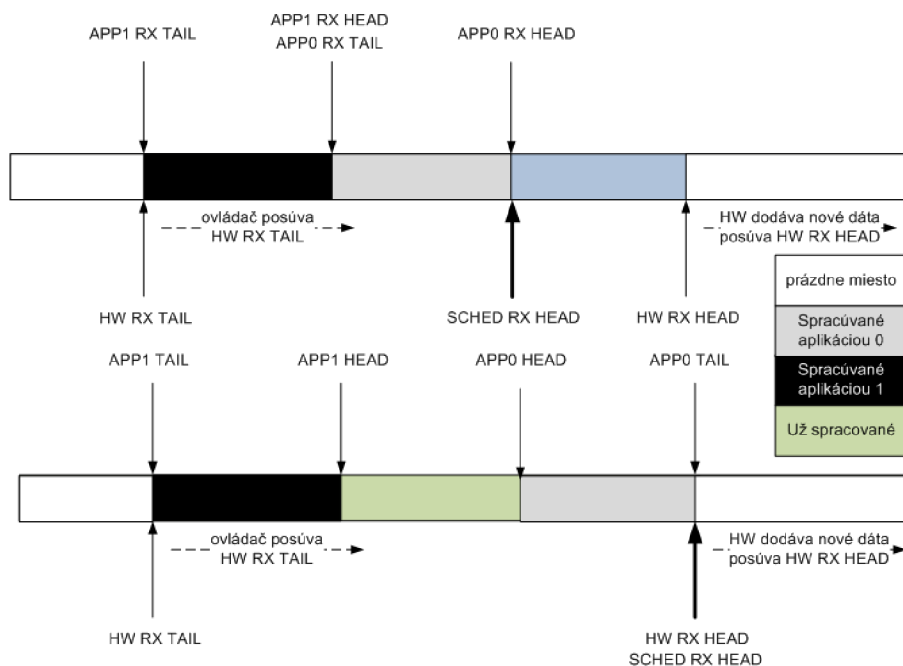 APP1 RX TAIL
APP1 RX HEAD
APP0 RX TAIL
APP0 RX HEAD
ovládač posúva
HW RX TAIL
HW dodáva nové dáta
posúva HW RX HEAD
HW RX TAIL
SCHED RX HEAD
HW RX HEAD
prázdne miesto
Spracúvané
aplikáciou 0
Spracúvané
aplikáciou 1
Už spracované
APP1 TAIL
APP1 HEAD
APP0 HEAD
APP0 TAIL
ovládač posúva
HW RX TAIL
HW dodáva nové dáta
posúva HW RX HEAD
HW RX TAIL
HW RX HEAD
SCHED RX HEAD